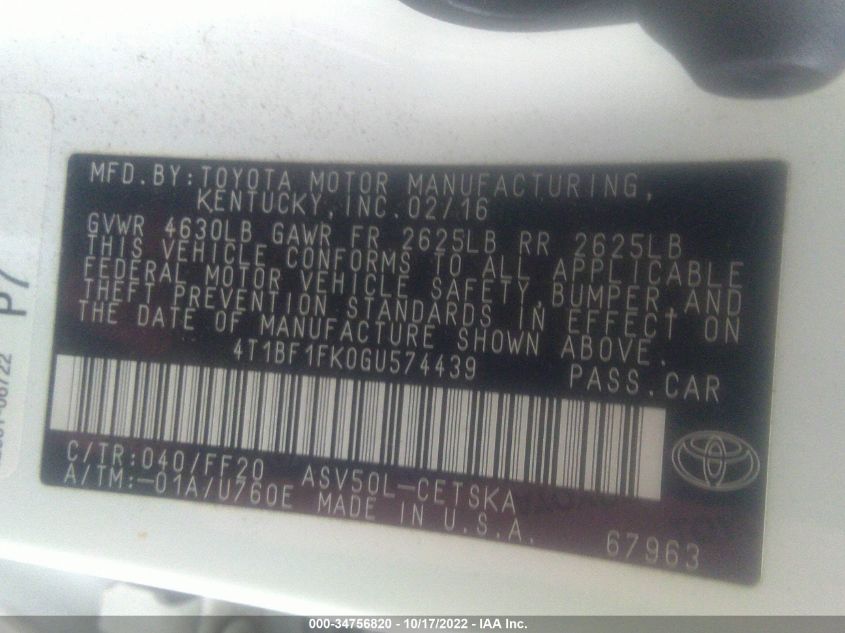 MFD.BY:TOYOTA MOTOR MANUFACTURING,
KENTUCKY,INC.02/16
GVWR 4630LB GAWR FR 2625LB RR 2625LB
THIS VEHICLE CONFORMS TO ALL APPLICABLE
FEDERAL MOTOR VEHICLE SAFETY,BUMPER,AND
THEFT PREVENTION STANDARDS IN EFFECT ON
THE DATE OF MANUFACTURE SHOWN ABOVE.
4T1BF1FK0GU574439 PASS.CAR
C/TR:040/FF20 ASV50L-CETSKA
A/TM:-01A/U760E MADE IN U.S.A.
67963
P7
000-34756820 - 10/17/2022 - IAA Inc.